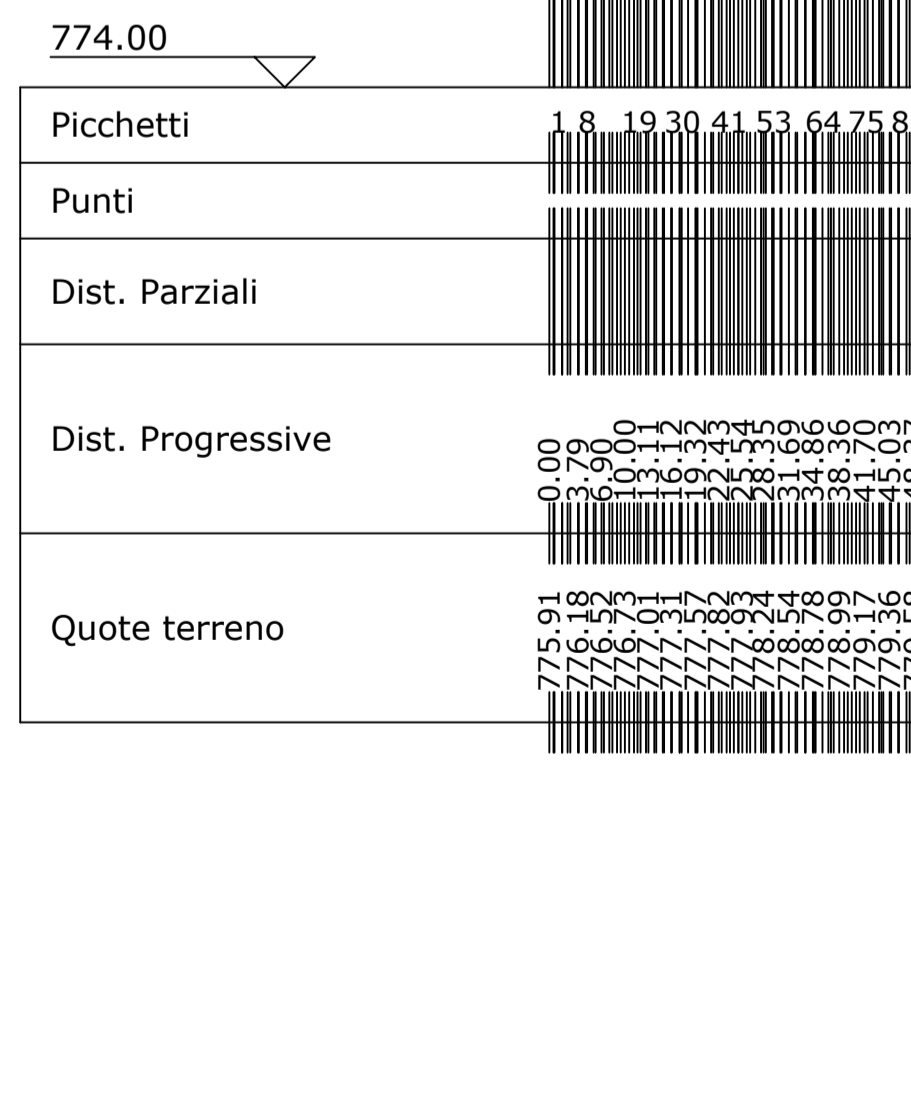 774.00
Picchetti 1 8 19 30 41 53 64 75
Punti
Dist. Parziali
Dist. Progressive 0.00 3.79 6.90 10.00 13.11 16.12 19.32 22.43 25.54 28.35 31.69 34.86 38.36 41.70 45.03
Quote terreno 775.91 776.18 776.52 776.73 777.01 777.31 777.57 777.82 777.93 778.24 778.54 778.78 778.99 779.17 779.36